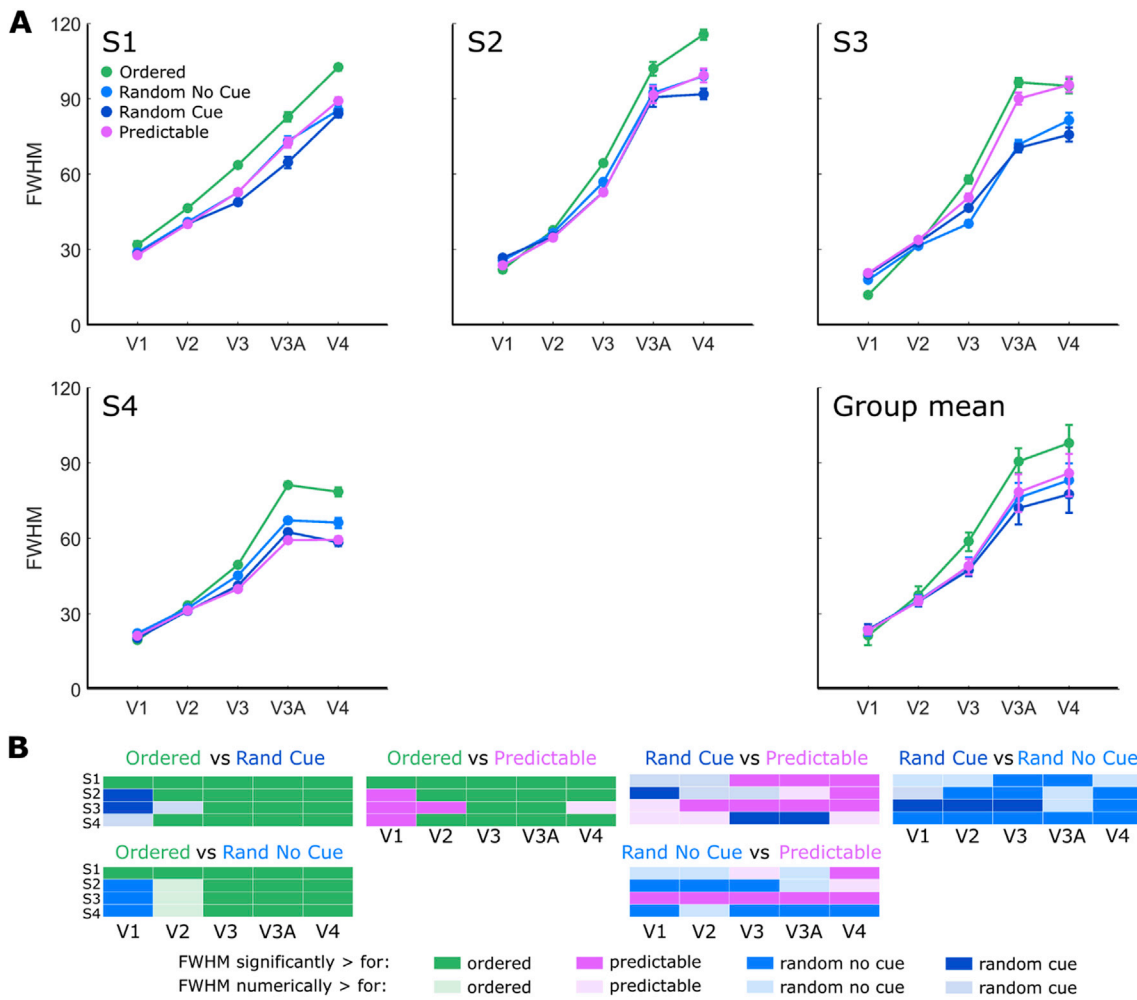 A
S1
S2
S3
Ordered
Random No Cue
Random Cue
Predictable
FWHM
120
90
60
30
0
V1 V2 V3 V3A V4
V1 V2 V3 V3A V4
V1 V2 V3 V3A V4
S4
Group mean
FWHM
120
90
60
30
0
V1 V2 V3 V3A V4
V1 V2 V3 V3A V4
B
Ordered vs Rand Cue
Ordered vs Predictable
Rand Cue vs Predictable
Rand Cue vs Rand No Cue
S1
S2
S3
S4
V1 V2 V3 V3A V4
V1 V2 V3 V3A V4
Ordered vs Rand No Cue
Rand No Cue vs Predictable
S1
S2
S3
S4
V1 V2 V3 V3A V4
V1 V2 V3 V3A V4
FWHM significantly > for: ordered predictable random no cue random cue
FWHM numerically > for: ordered predictable random no cue random cue